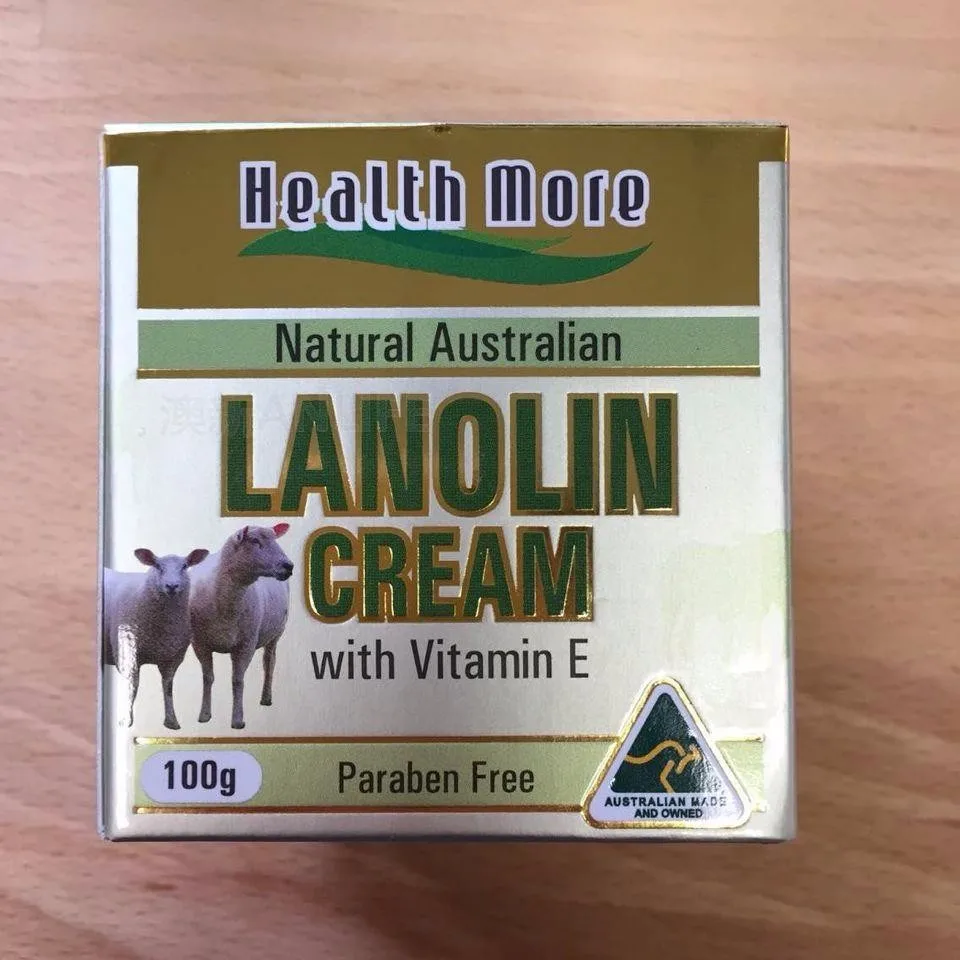 Health More
Natural Australian
LANOLIN
CREAM
with Vitamin E
100g
Paraben Free
AUSTRALIAN MADE
AND OWNED